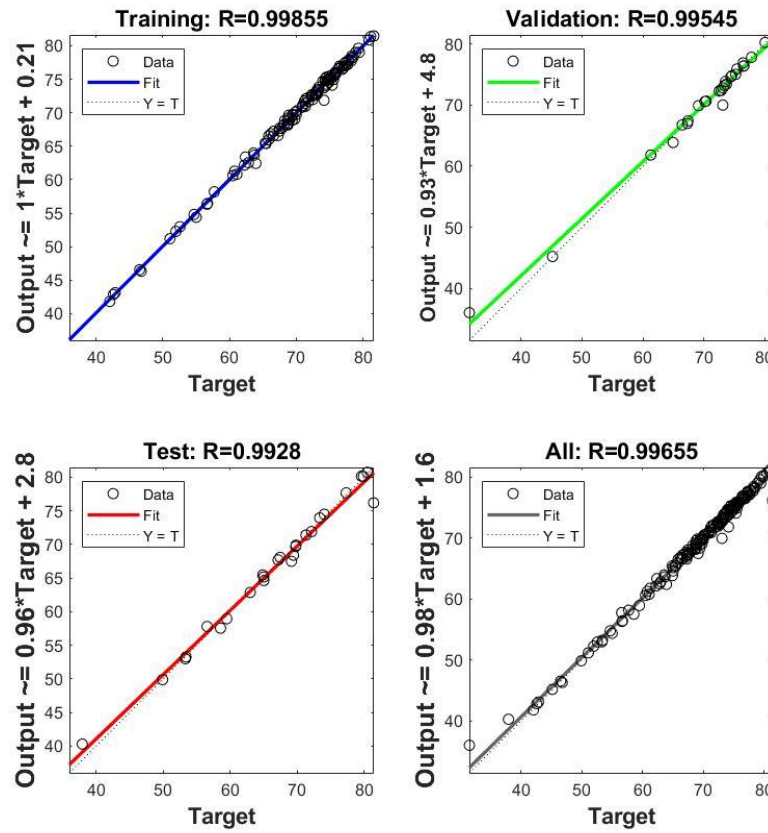 Training: R=0.99855
Output ~= 1*Target + 0.21
80
75
70
65
60
55
50
45
40
Data
Fit
Y = T
40
50
60
70
80
Target
Validation: R=0.99545
Output ~= 0.93*Target + 4.8
80
70
60
50
40
Data
Fit
Y = T
40
50
60
70
80
Target
Test: R=0.9928
Output ~= 0.96*Target + 2.8
80
75
70
65
60
55
50
45
40
Data
Fit
Y = T
40
50
60
70
80
Target
All: R=0.99655
Output ~= 0.98*Target + 1.6
80
70
60
50
40
Data
Fit
Y = T
40
50
60
70
80
Target